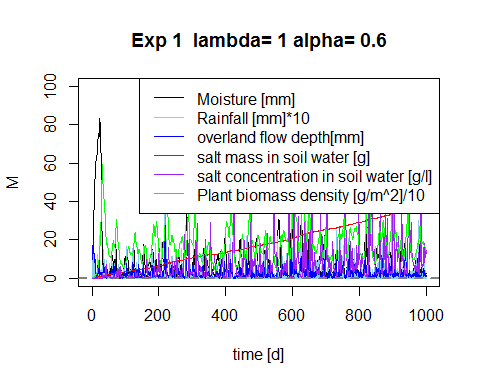 Exp 1 lambda= 1 alpha= 0.6
100
80
60
40
20
0
M
Moisture [mm]
Rainfall [mm]*10
overland flow depth[mm]
salt mass in soil water [g]
salt concentration in soil water [g/l]
Plant biomass density [g/m^2]/10
0
200
400
600
800
1000
time [d]